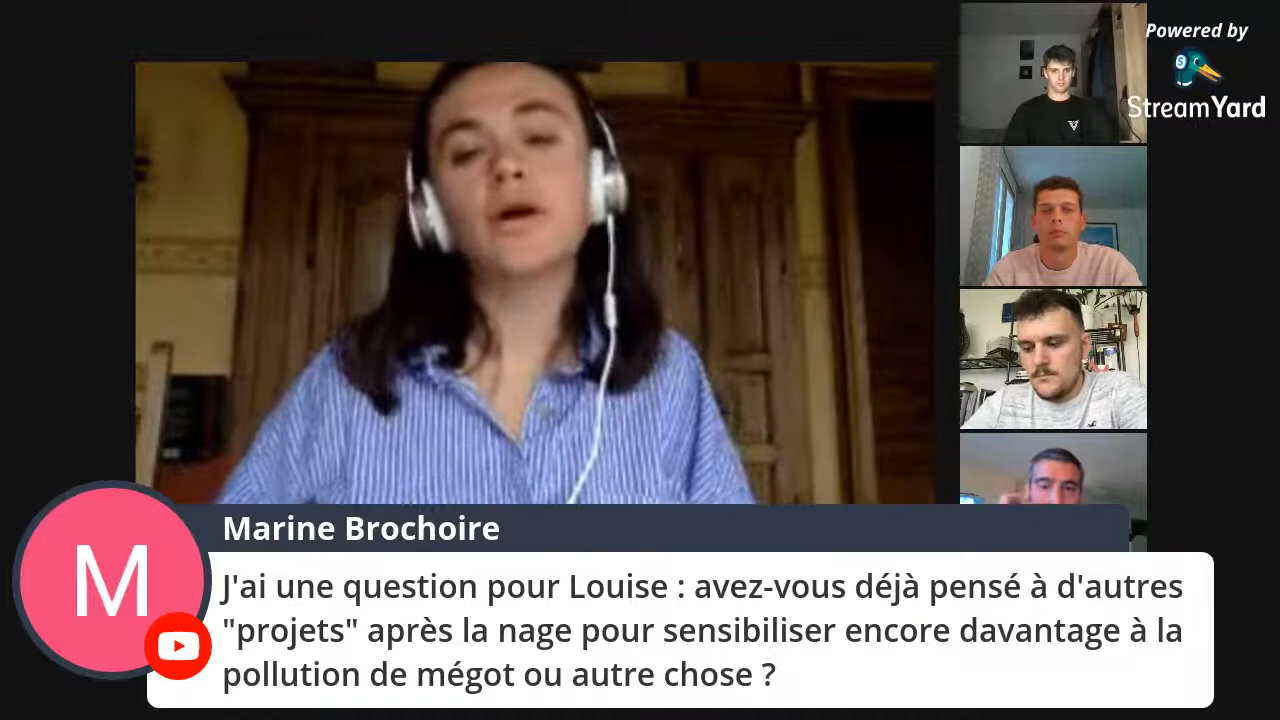 Powered by
StreamYard
Marine Brochoire
M
J'ai une question pour Louise : avez-vous déjà pensé à d'autres
"projets" après la nage pour sensibiliser encore davantage à la
pollution de mégot ou autre chose ?